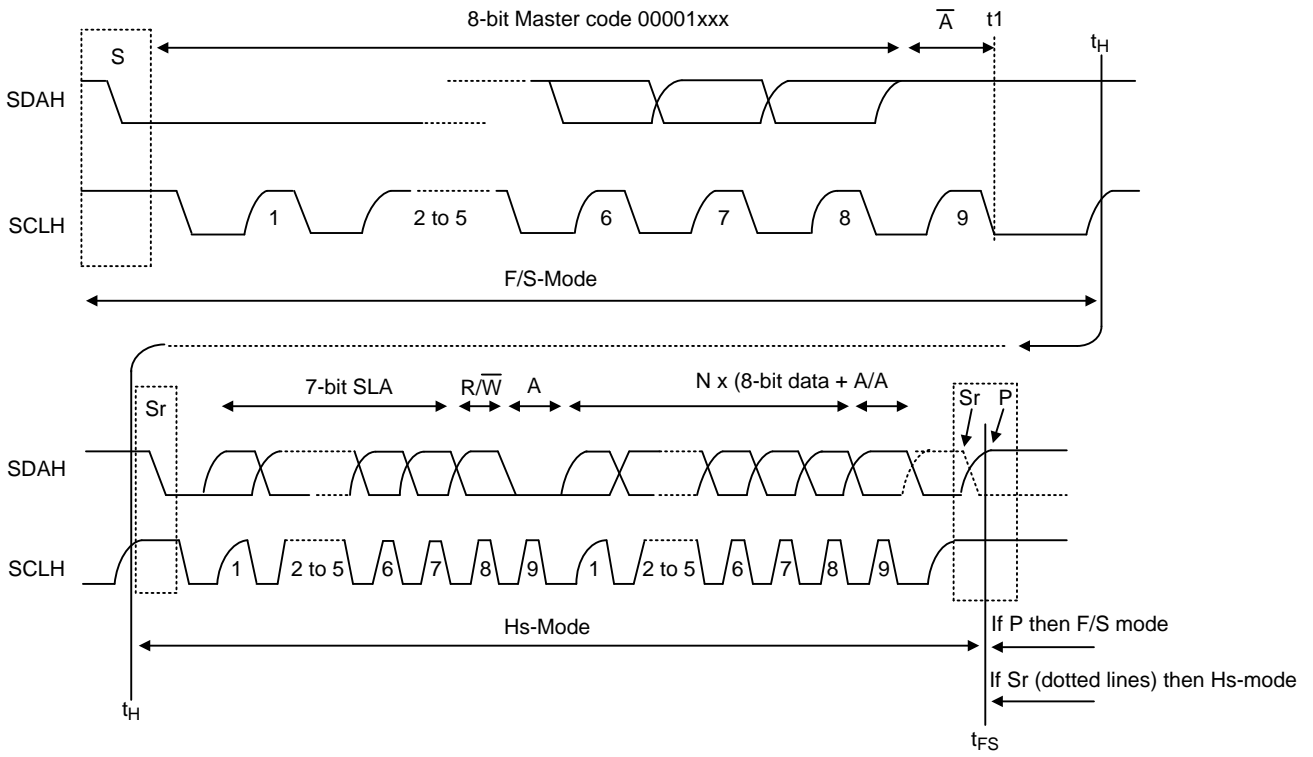 8-bit Master code 00001xxx
A̅
t1
S
tH
SDAH
SCLH
1
2 to 5
6
7
8
9
F/S-Mode
7-bit SLA
R/W̅
A
N x (8-bit data + A/A
Sr
Sr
P
SDAH
SCLH
1
2 to 5
6
7
8
9
1
2 to 5
6
7
8
9
Hs-Mode
If P then F/S mode
If Sr (dotted lines) then Hs-mode
tH
tFS